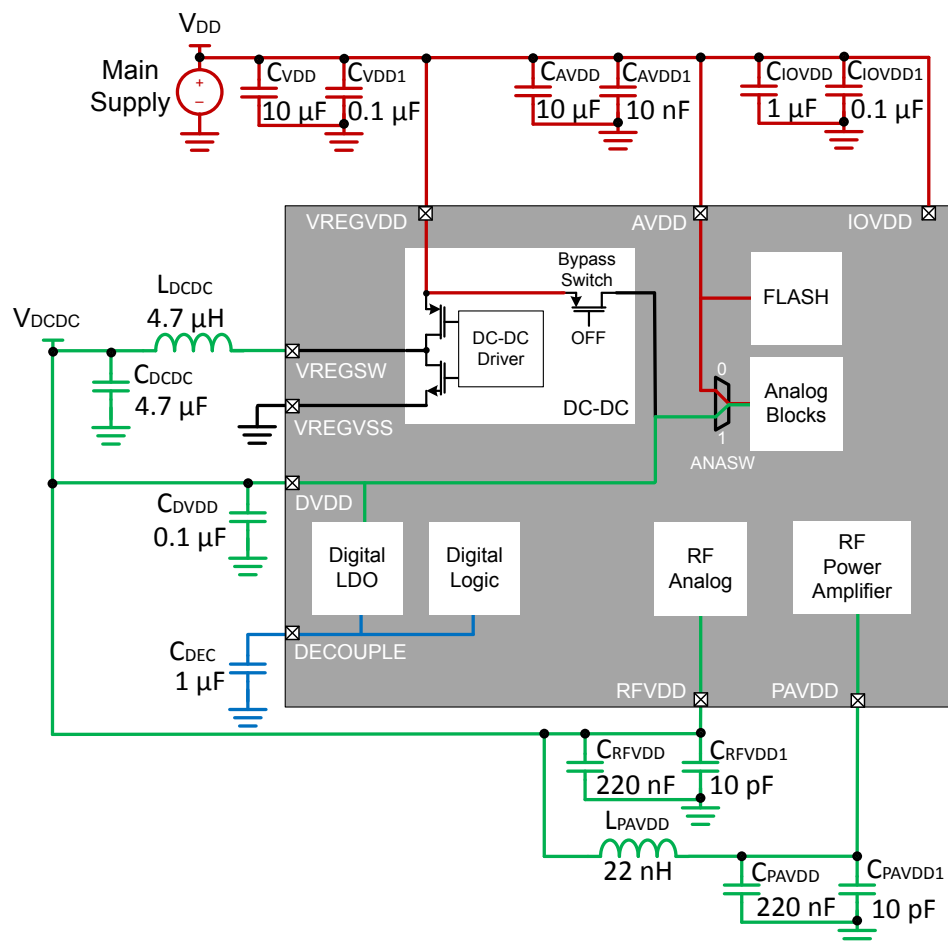 VDD
Main
Supply
+
−
CVDD
10 µF
CVDD1
0.1 µF
CAVDD
10 µF
CAVDD1
10 nF
CIOVDD
1 µF
CIOVDD1
0.1 µF
VREGVDD
AVDD
IOVDD
Bypass
Switch
OFF
DC-DC
Driver
DC-DC
FLASH
0
1
ANASW
Analog
Blocks
LDCDC
4.7 µH
VDCDC
CDCDC
4.7 µF
VREGSW
VREGVSS
DVDD
CDVDD
0.1 µF
Digital
LDO
Digital
Logic
RF
Analog
RF
Power
Amplifier
DECOUPLE
CDEC
1 µF
RFVDD
PAVDD
CRFVDD
220 nF
CRFVDD1
10 pF
LPAVDD
22 nH
CPAVDD
220 nF
CPAVDD1
10 pF